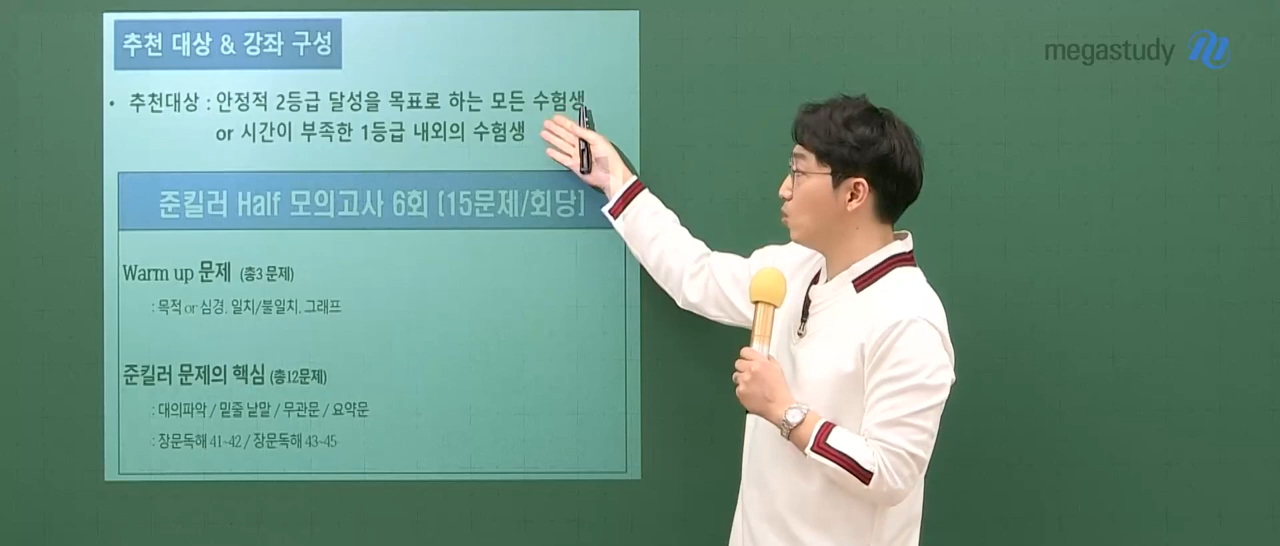 추천 대상 & 강좌 구성
megastudy
• 추천대상 : 안정적 2등급 달성을 목표로 하는 모든 수험생
or 시간이 부족한 1등급 내외의 수험생
준킬러 Half 모의고사 6회 [15문제/회당]
Warm up 문제 (총3 문제)
: 목적 or 심경, 일치/불일치, 그래프
준킬러 문제의 핵심 (총12문제)
: 대의파악 / 밑줄 낱말 / 무관문 / 요약문
: 장문독해 41~42 / 장문독해 43~45